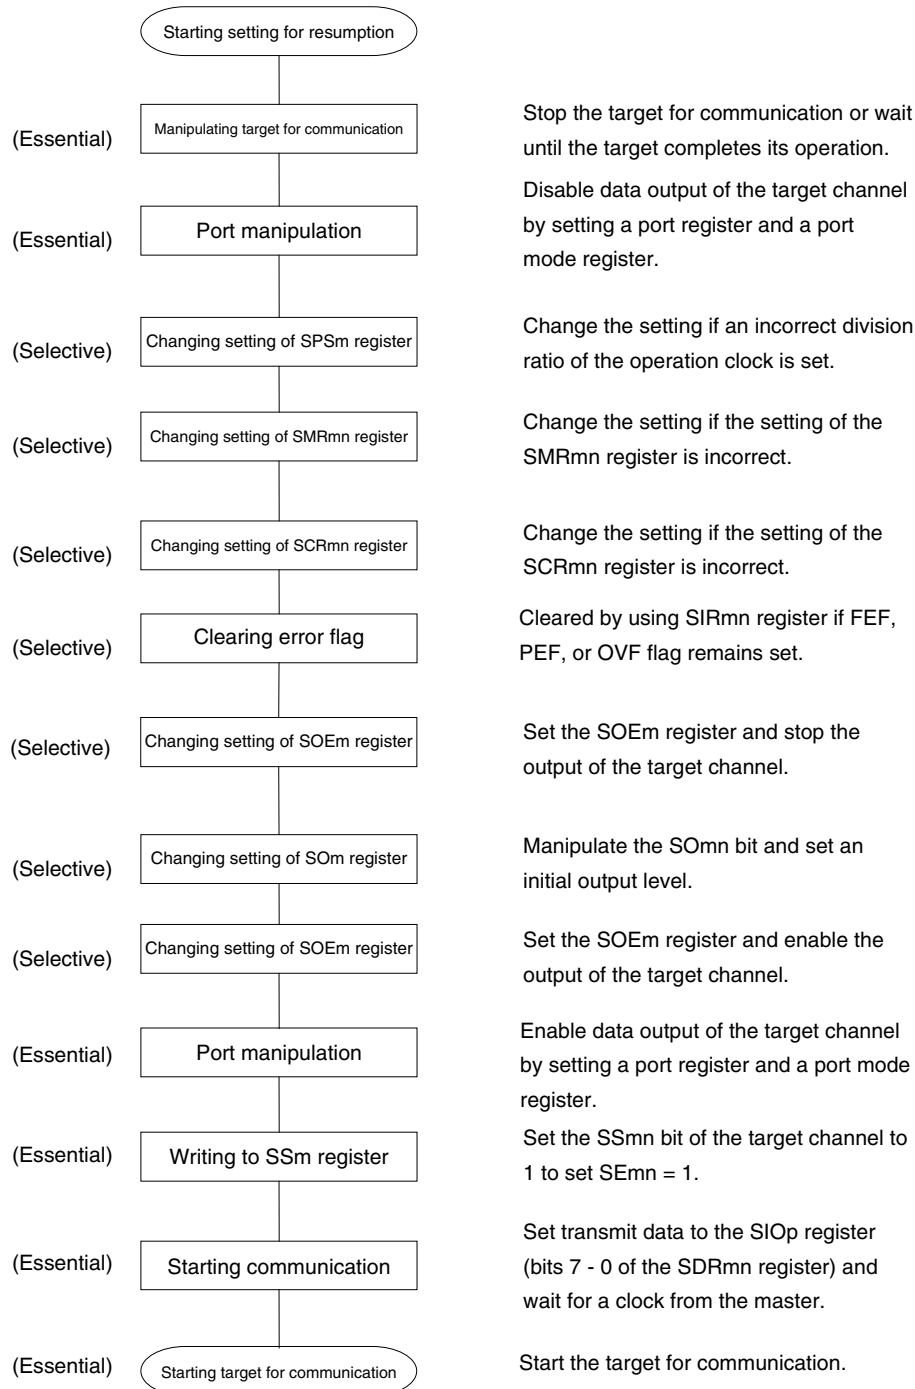 Starting setting for resumption
(Essential)
Manipulating target for communication
Stop the target for communication or wait
until the target completes its operation.
(Essential)
Port manipulation
Disable data output of the target channel
by setting a port register and a port
mode register.
(Selective)
Changing setting of SPSm register
Change the setting if an incorrect division
ratio of the operation clock is set.
(Selective)
Changing setting of SMRmn register
Change the setting if the setting of the
SMRmn register is incorrect.
(Selective)
Changing setting of SCRmn register
Change the setting if the setting of the
SCRmn register is incorrect.
(Selective)
Clearing error flag
Cleared by using SIRmn register if FEF,
PEF, or OVF flag remains set.
(Selective)
Changing setting of SOEm register
Set the SOEm register and stop the
output of the target channel.
(Selective)
Changing setting of SOm register
Manipulate the SOmn bit and set an
initial output level.
(Selective)
Changing setting of SOEm register
Set the SOEm register and enable the
output of the target channel.
(Essential)
Port manipulation
Enable data output of the target channel
by setting a port register and a port mode
register.
(Essential)
Writing to SSm register
Set the SSmn bit of the target channel to
1 to set SEmn = 1.
(Essential)
Starting communication
Set transmit data to the SIOp register
(bits 7 - 0 of the SDRmn register) and
wait for a clock from the master.
(Essential)
Starting target for communication
Start the target for communication.